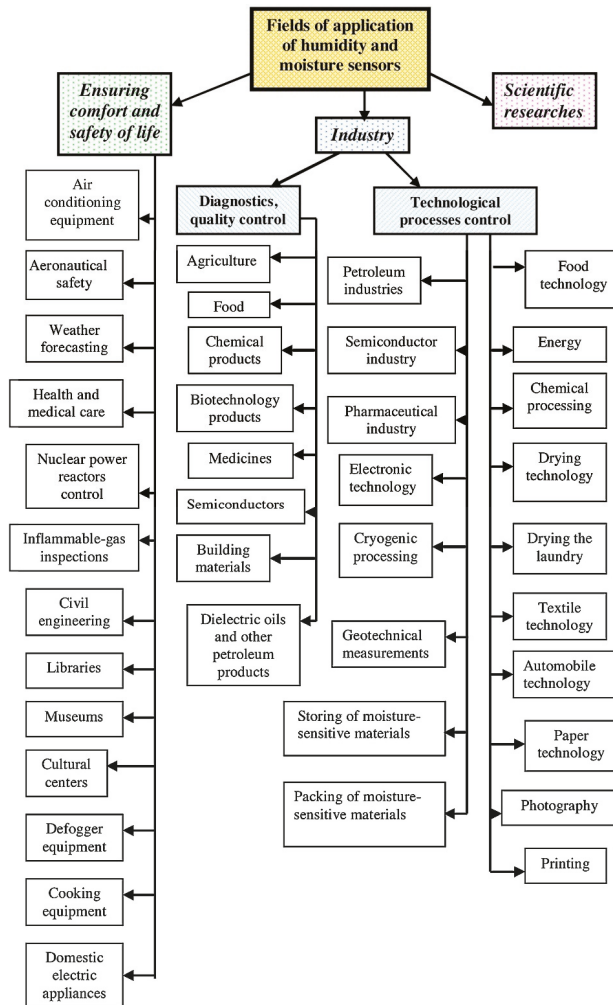 Fields of application
of humidity and
moisture sensors
Ensuring
comfort and
safety of life
Scientific
researches
Industry
Air
conditioning
equipment
Aeronautical
safety
Weather
forecasting
Health and
medical care
Nuclear power
reactors control
Inflammable-gas
inspections
Civil
engineering
Libraries
Museums
Cultural
centers
Defogger
equipment
Cooking
equipment
Domestic
electric
appliances
Diagnostics,
quality control
Agriculture
Food
Chemical
products
Biotechnology
products
Medicines
Semiconductors
Building
materials
Dielectric oils
and other
petroleum
products
Technological
processes control
Petroleum
industries
Semiconductor
industry
Pharmaceutical
industry
Electronic
technology
Cryogenic
processing
Geotechnical
measurements
Storing of moisture-
sensitive materials
Packing of moisture-
sensitive materials
Food
technology
Energy
Chemical
processing
Drying
technology
Drying the
laundry
Textile
technology
Automobile
technology
Paper
technology
Photography
Printing